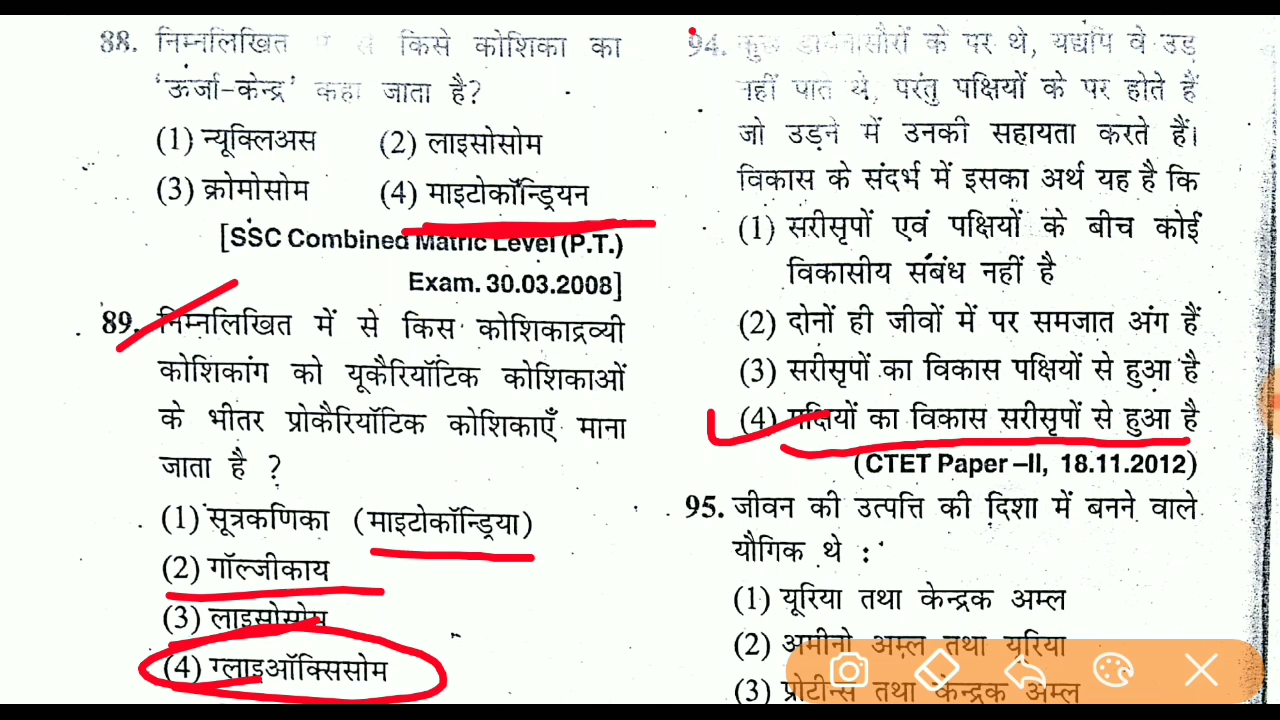 88. निम्नलिखित में से किसे कोशिका का
‘ऊर्जा-केन्द्र’ कहा जाता है?
(1) न्यूक्लिअस (2) लाइसोसोम
(3) क्रोमोसोम (4) माइटोकॉन्ड्रियन
[SSC Combined Matric Level (P.T.)
Exam. 30.03.2008]
89. निम्नलिखित में से किस कोशिकाद्रव्यी
कोशिकांग को यूकैरियॉटिक कोशिकाओं
के भीतर प्रोकैरियॉटिक कोशिकाएँ माना
जाता है ?
(1) सूत्रकणिका (माइटोकॉन्ड्रिया)
(2) गॉल्जीकाय
(3) लाइसोसोम
(4) ग्लाइऑक्सिसोम
94. कुछ डायनासौरों के पर थे, यद्यपि वे उड़
नहीं पाते थे, परंतु पक्षियों के पर होते हैं
जो उड़ने में उनकी सहायता करते हैं।
विकास के संदर्भ में इसका अर्थ यह है कि
(1) सरीसृपों एवं पक्षियों के बीच कोई
विकासीय संबंध नहीं है
(2) दोनों ही जीवों में पर समजात अंग हैं
(3) सरीसृपों का विकास पक्षियों से हुआ है
(4) पक्षियों का विकास सरीसृपों से हुआ है
(CTET Paper –II, 18.11.2012)
95. जीवन की उत्पत्ति की दिशा में बनने वाले
यौगिक थे :
(1) यूरिया तथा केन्द्रक अम्ल
(2) अमीनो अम्ल तथा यूरिया
(3) प्रोटीन्स तथा केन्द्रक अम्ल